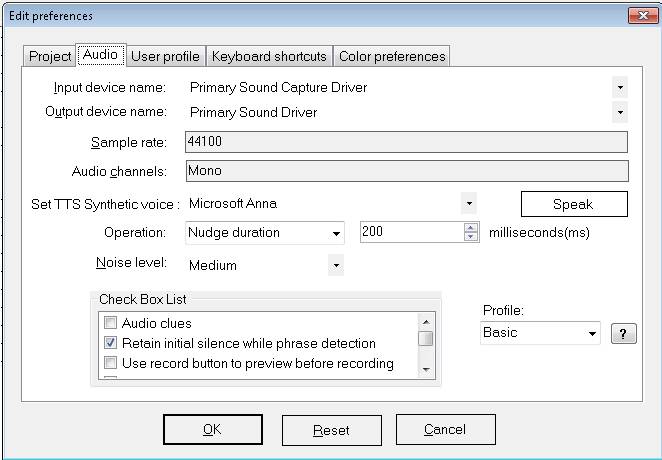 Edit preferences
Project Audio User profile Keyboard shortcuts Color preferences
Input device name: Primary Sound Capture Driver
Output device name: Primary Sound Driver
Sample rate: 44100
Audio channels: Mono
Set TTS Synthetic voice : Microsoft Anna Speak
Operation: Nudge duration 200 milliseconds(ms)
Noise level: Medium
Check Box List
Audio clues
Retain initial silence while phrase detection
Use record button to preview before recording
Profile:
Basic ?
OK Reset Cancel